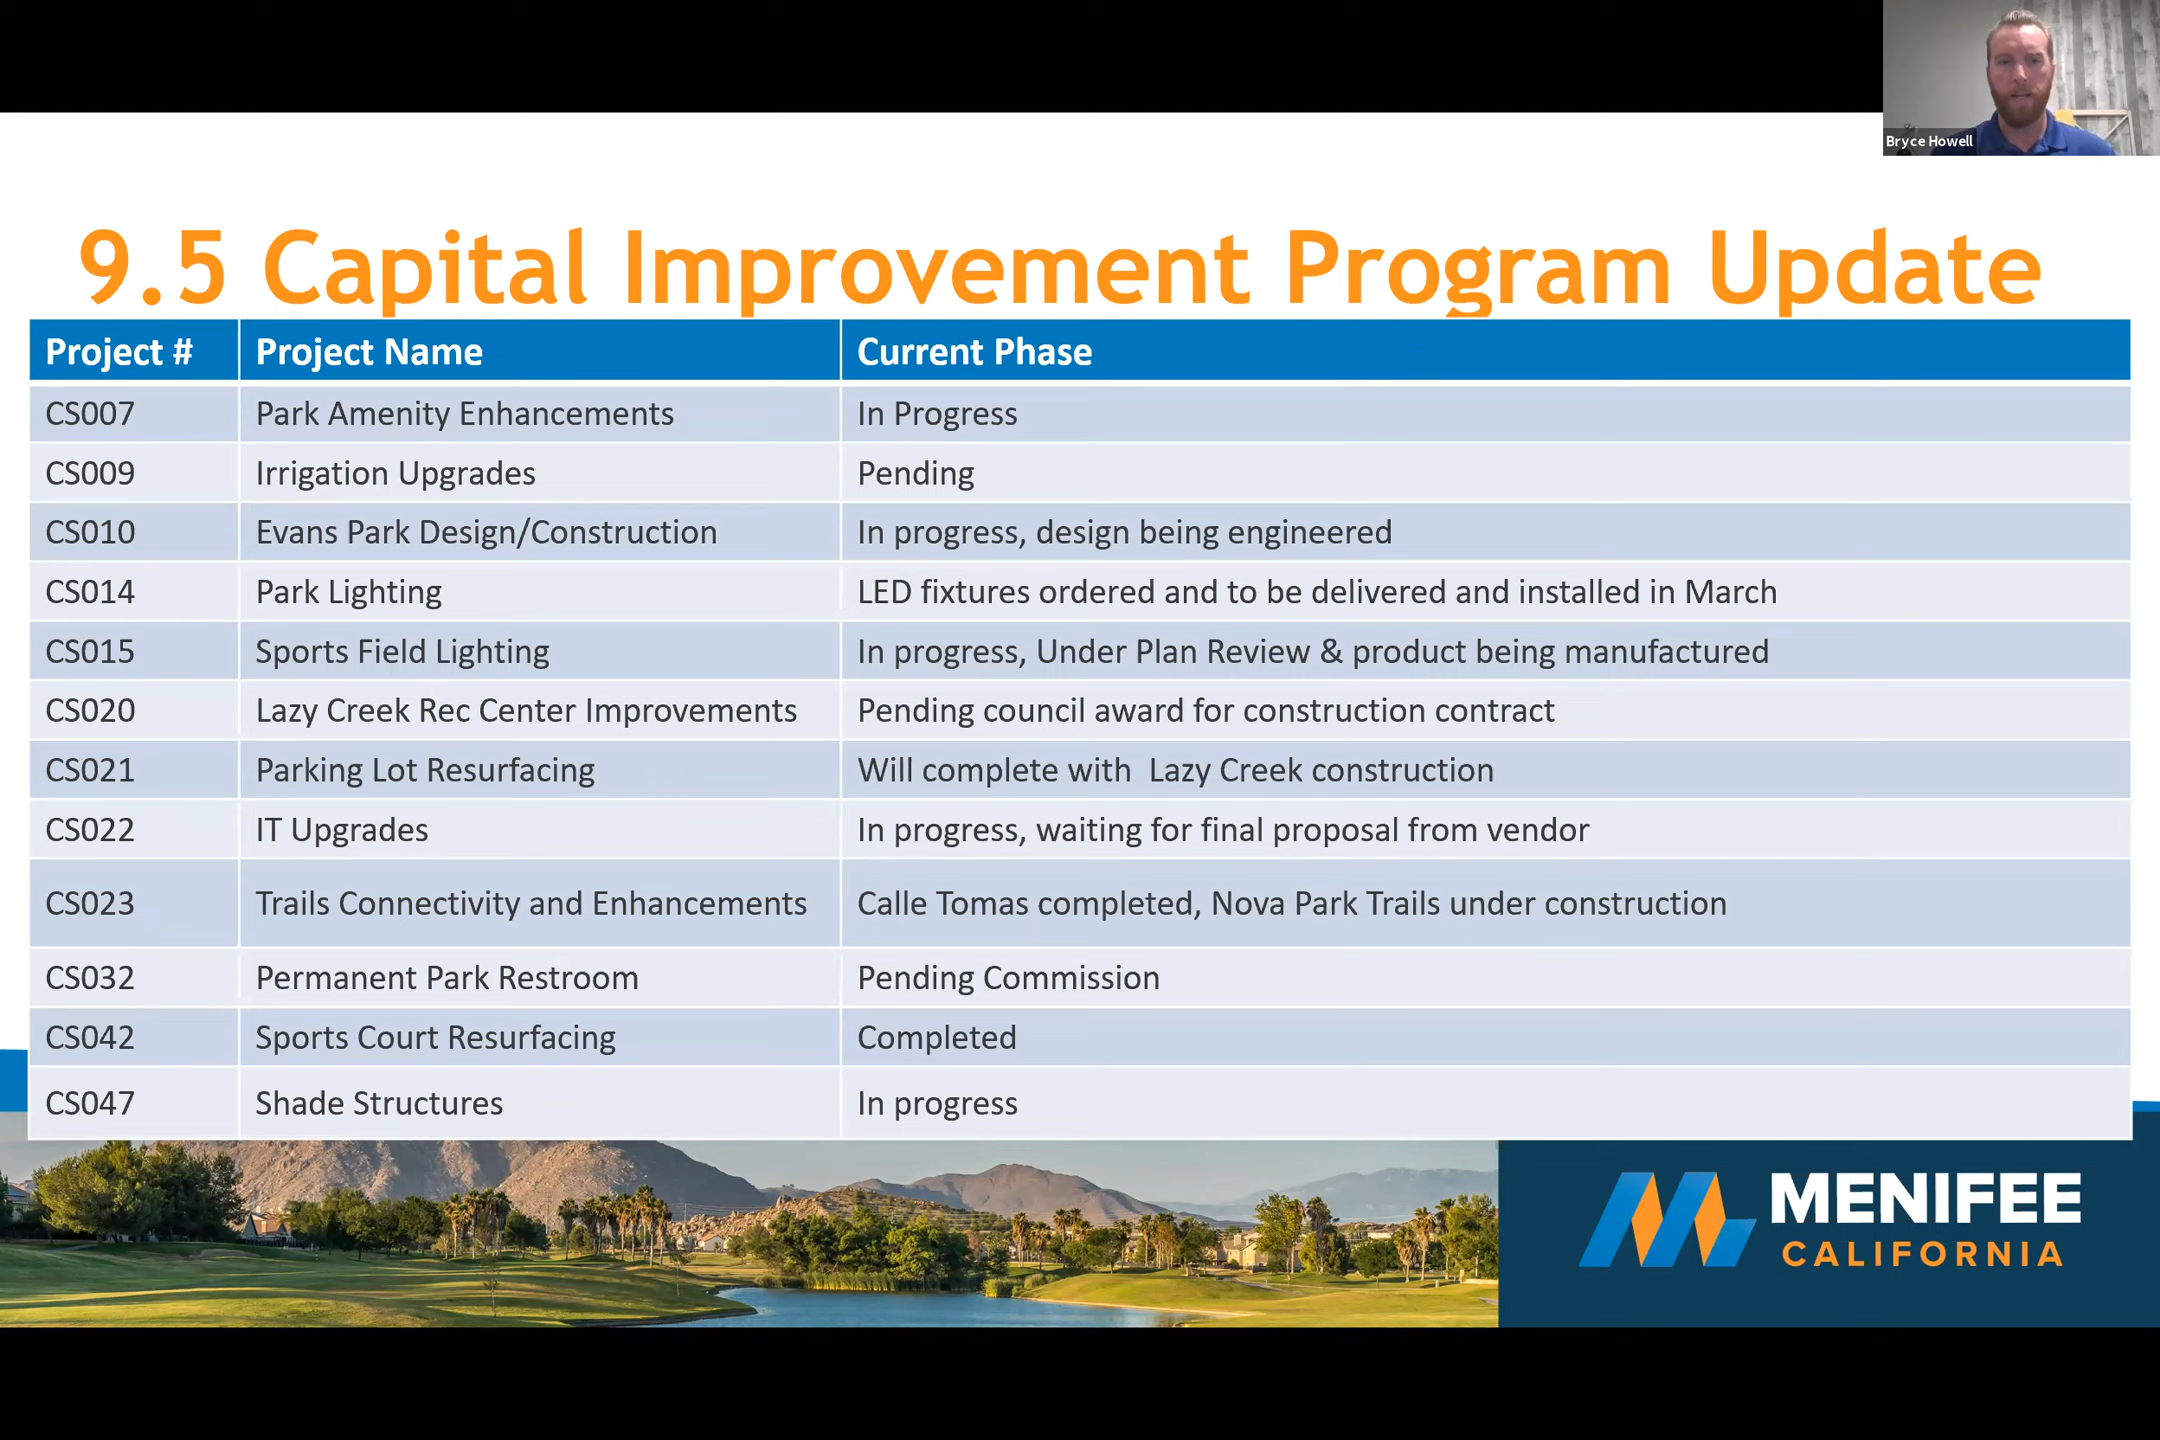 Bryce Howell
9.5 Capital Improvement Program Update
Project # Project Name Current Phase
CS007 Park Amenity Enhancements In Progress
CS009 Irrigation Upgrades Pending
CS010 Evans Park Design/Construction In progress, design being engineered
CS014 Park Lighting LED fixtures ordered and to be delivered and installed in March
CS015 Sports Field Lighting In progress, Under Plan Review & product being manufactured
CS020 Lazy Creek Rec Center Improvements Pending council award for construction contract
CS021 Parking Lot Resurfacing Will complete with Lazy Creek construction
CS022 IT Upgrades In progress, waiting for final proposal from vendor
CS023 Trails Connectivity and Enhancements Calle Tomas completed, Nova Park Trails under construction
CS032 Permanent Park Restroom Pending Commission
CS042 Sports Court Resurfacing Completed
CS047 Shade Structures In progress
MENIFEE
CALIFORNIA